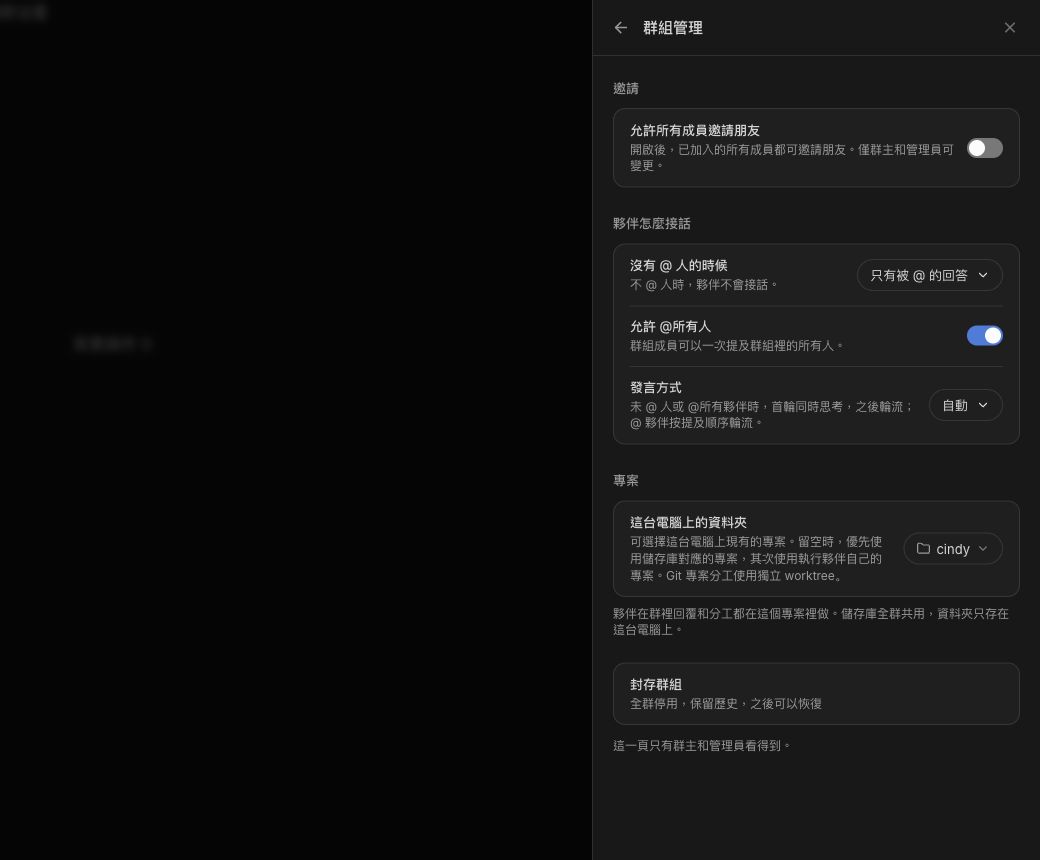 群組管理
邀請
允許所有成員邀請朋友
開啟後，已加入的所有成員都可邀請朋友。僅群主和管理員可
變更。
夥伴怎麼接話
沒有 @ 人的時候
不 @ 人時，夥伴不會接話。
只有被 @ 的回答
允許 @所有人
群組成員可以一次提及群組裡的所有人。
發言方式
未 @ 人或 @所有夥伴時，首輪同時思考，之後輪流；
@ 夥伴按提及順序輪流。
自動
專案
這台電腦上的資料夾
可選擇這台電腦上現有的專案。留空時，優先使
用儲存庫對應的專案，其次使用執行夥伴自己的
專案。Git 專案分工使用獨立 worktree。
cindy
夥伴在群裡回覆和分工都在這個專案裡做。儲存庫全群共用，資料夾只存在
這台電腦上。
封存群組
全群停用，保留歷史，之後可以恢復
這一頁只有群主和管理員看得到。